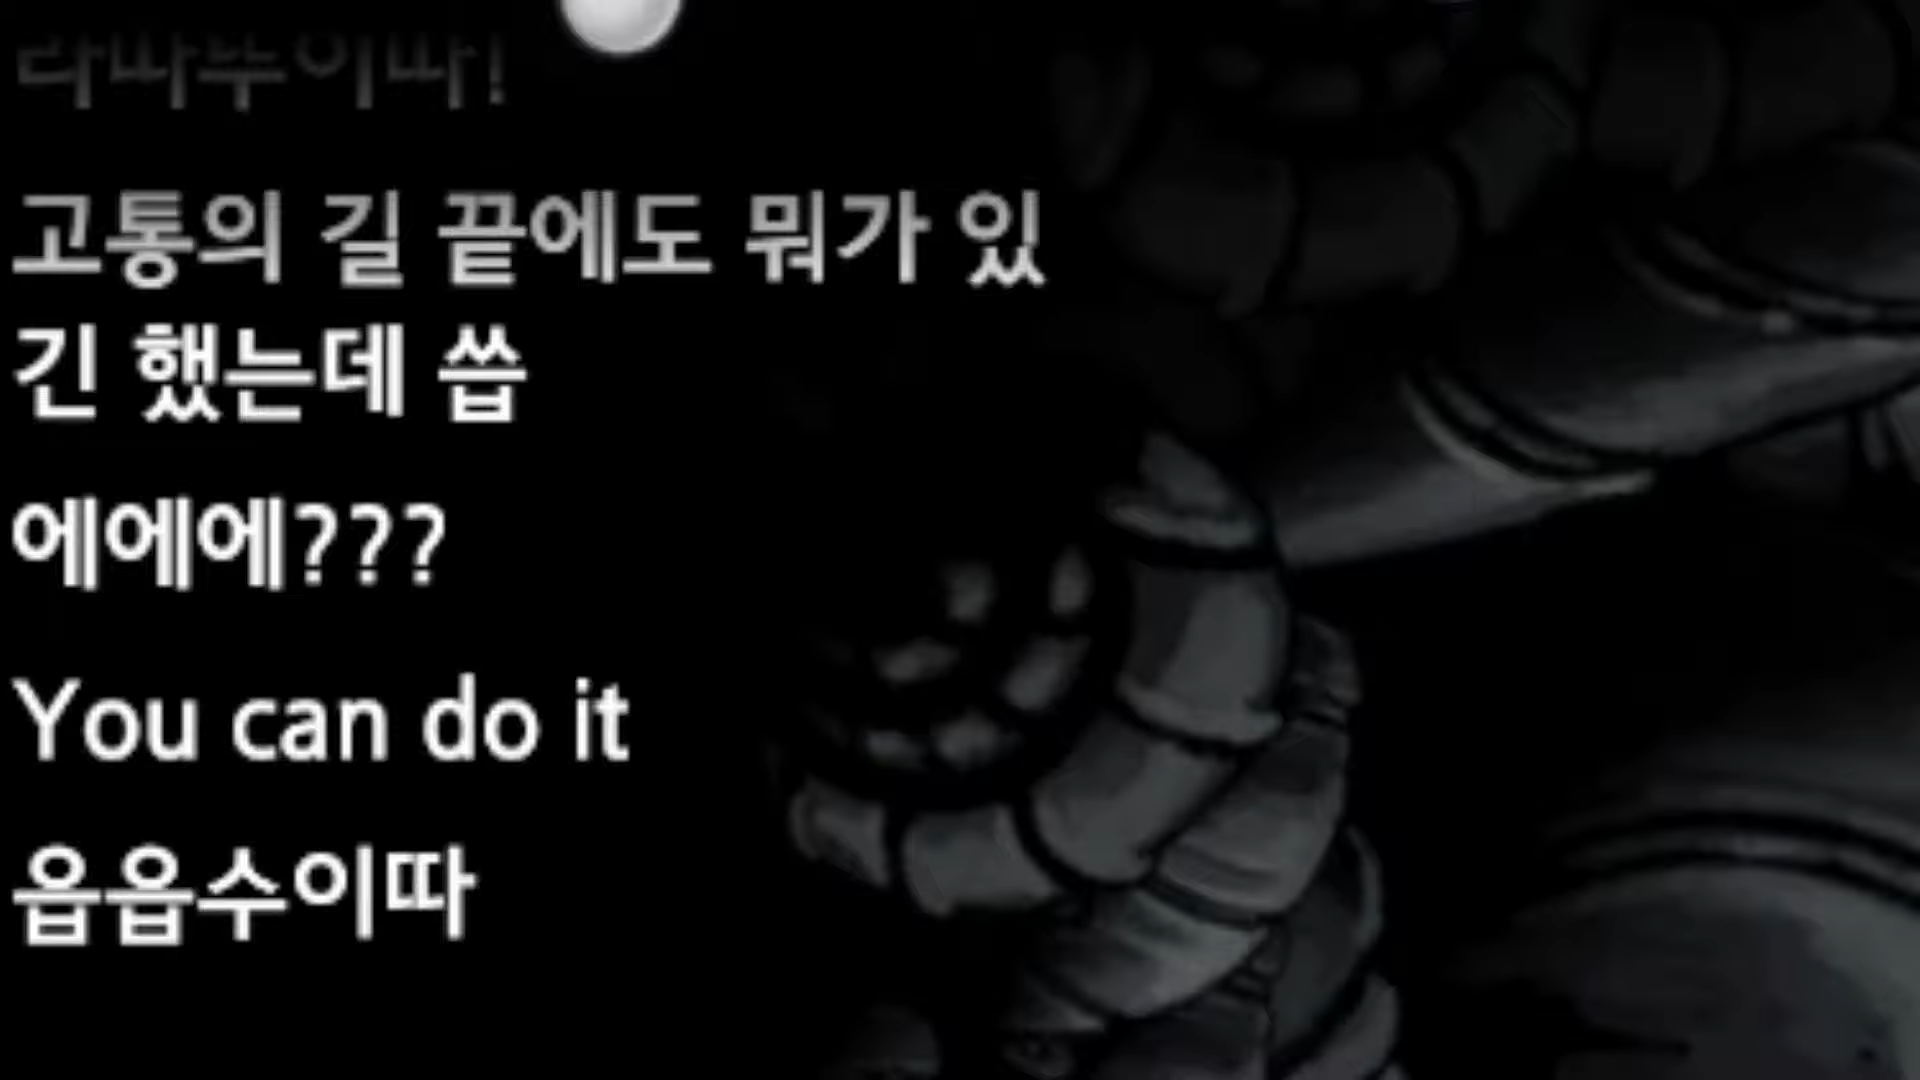 고통의 길 끝에도 뭐가 있
긴 했는데 씁
에에에???
You can do it
읍읍수이따